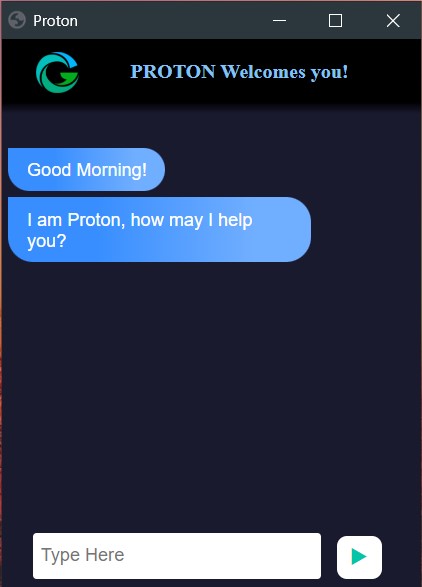 Proton
PROTON Welcomes you!
Good Morning!
I am Proton, how may I help
you?
Type Here